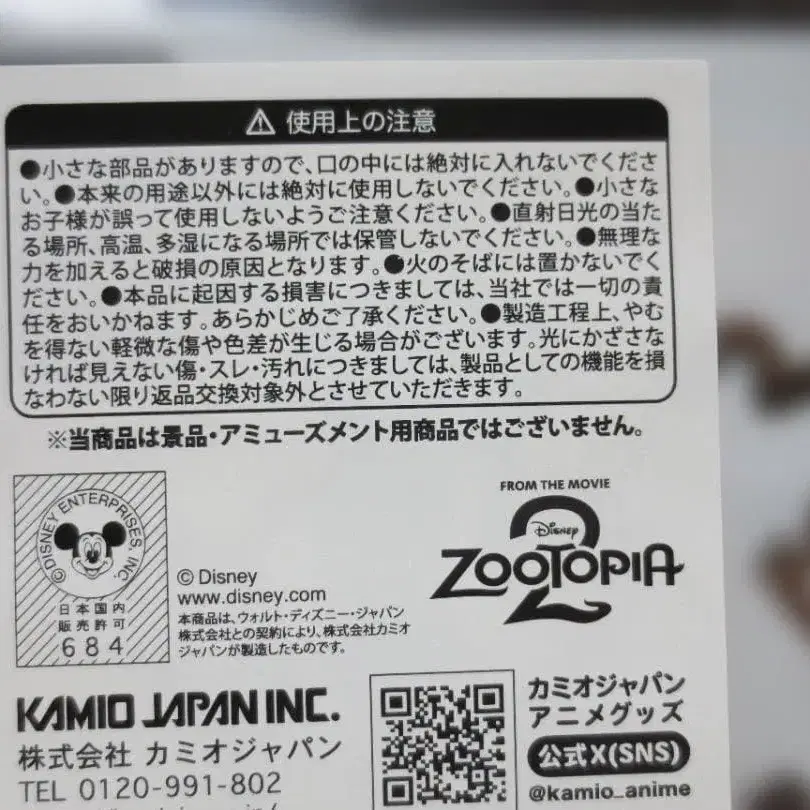 ⚠ 使用上の注意
●小さな部品がありますので、口の中には絶対に入れないでくださ
い。●本来の用途以外には絶対に使用しないでください。●小さな
お子様が誤って使用しないようご注意ください。●直射日光の当た
る場所、高温、多湿になる場所では保管しないでください。●無理な
力を加えると破損の原因となります。●火のそばには置かないでく
ださい。●本品に起因する損害につきましては、当社では一切の責
任をおいかねます。あらかじめご了承ください。●製造工程上、やむ
を得ない軽微な傷や色差が生じる場合がございます。光にかざさな
ければ見えない傷・スレ・汚れにつきましては、製品としての機能を損
なわない限り返品交換対象外とさせていただきます。
※当商品は景品・アミューズメント用商品ではございません。
©DISNEY ENTERPRISES, INC.
日本国内
販売許可
684
© Disney
www.disney.com
本商品は、ウォルト・ディズニー・ジャパン
株式会社との契約により、株式会社カミオ
ジャパンが製造したものです。
FROM THE MOVIE
Disney
ZOOTOPIA
2
KAMIO JAPAN INC.
株式会社 カミオジャパン
TEL 0120-991-802
カミオジャパン
アニメグッズ
公式X(SNS)
@kamio_anime